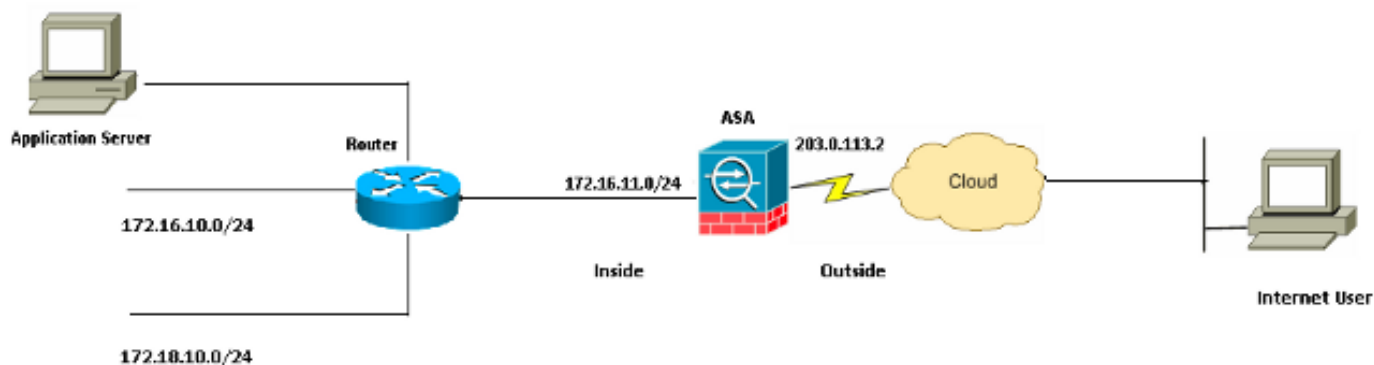 Application Server
Router
172.16.10.0/24
172.18.10.0/24
172.16.11.0/24
Inside
ASA
203.0.113.2
Outside
Cloud
Internet User